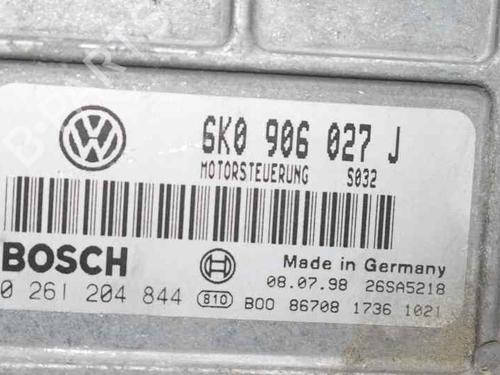 6K0 906 027 J
MOTORSTEUERUNG S032
BOSCH
Made in Germany
08.07.98 26SA5218
0 261 204 844 810 B00 86708 1736 1021
B-PARTS